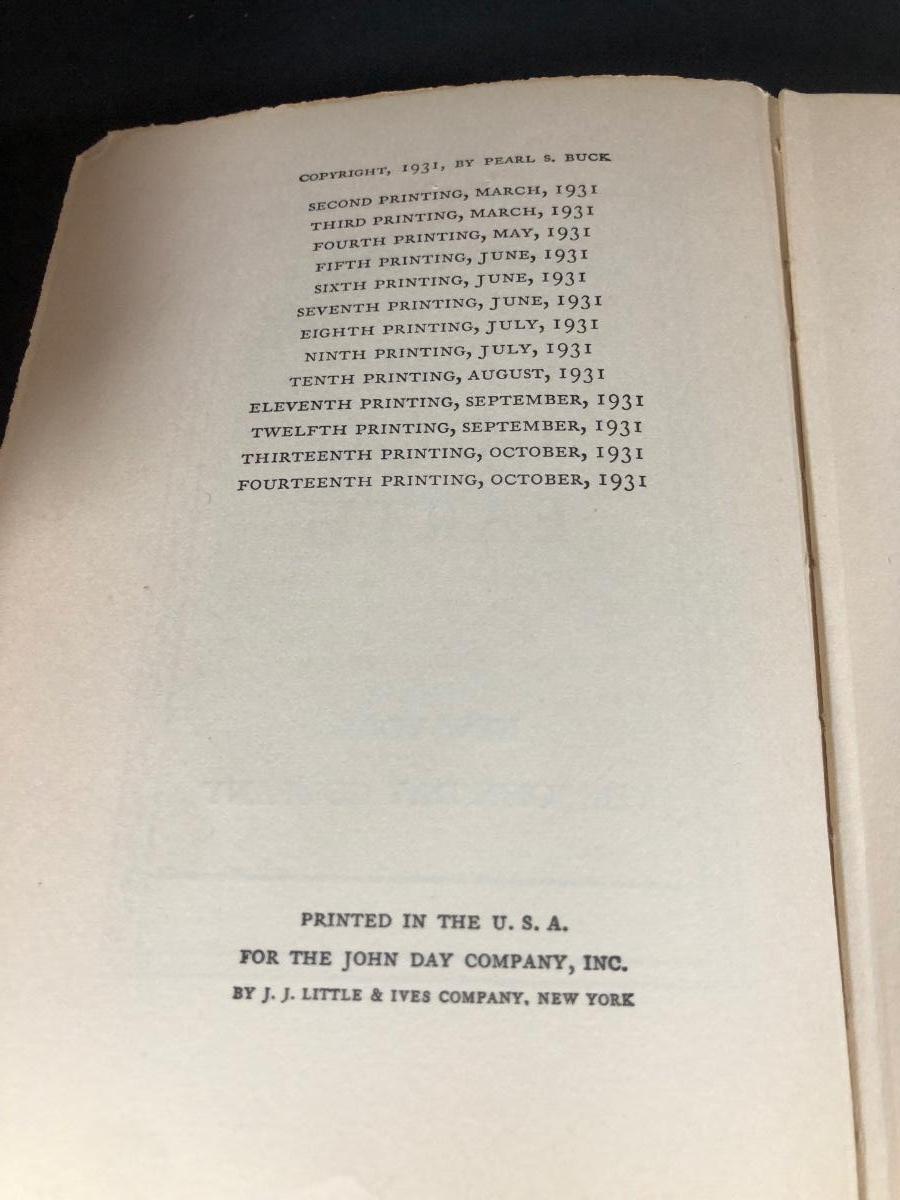 COPYRIGHT, 1931, BY PEARL S. BUCK
SECOND PRINTING, MARCH, 1931
THIRD PRINTING, MARCH, 1931
FOURTH PRINTING, MAY, 1931
FIFTH PRINTING, JUNE, 1931
SIXTH PRINTING, JUNE, 1931
SEVENTH PRINTING, JUNE, 1931
EIGHTH PRINTING, JULY, 1931
NINTH PRINTING, JULY, 1931
TENTH PRINTING, AUGUST, 1931
ELEVENTH PRINTING, SEPTEMBER, 1931
TWELFTH PRINTING, SEPTEMBER, 1931
THIRTEENTH PRINTING, OCTOBER, 1931
FOURTEENTH PRINTING, OCTOBER, 1931
PRINTED IN THE U. S. A.
FOR THE JOHN DAY COMPANY, INC.
BY J. J. LITTLE & IVES COMPANY, NEW YORK